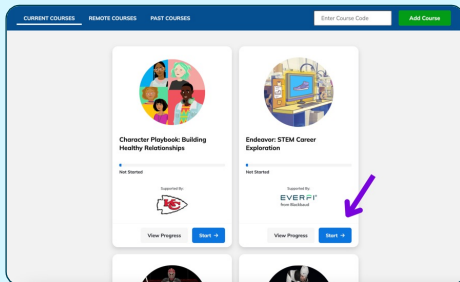 CURRENT COURSES REMOTE COURSES PAST COURSES Enter Course Code Add Course
Character Playbook: Building
Healthy Relationships
Not Started
Supported By:
KC
View Progress Start →
Endeavor: STEM Career
Exploration
Not Started
Supported By:
EVERFI®
from Blackbaud
View Progress Start →